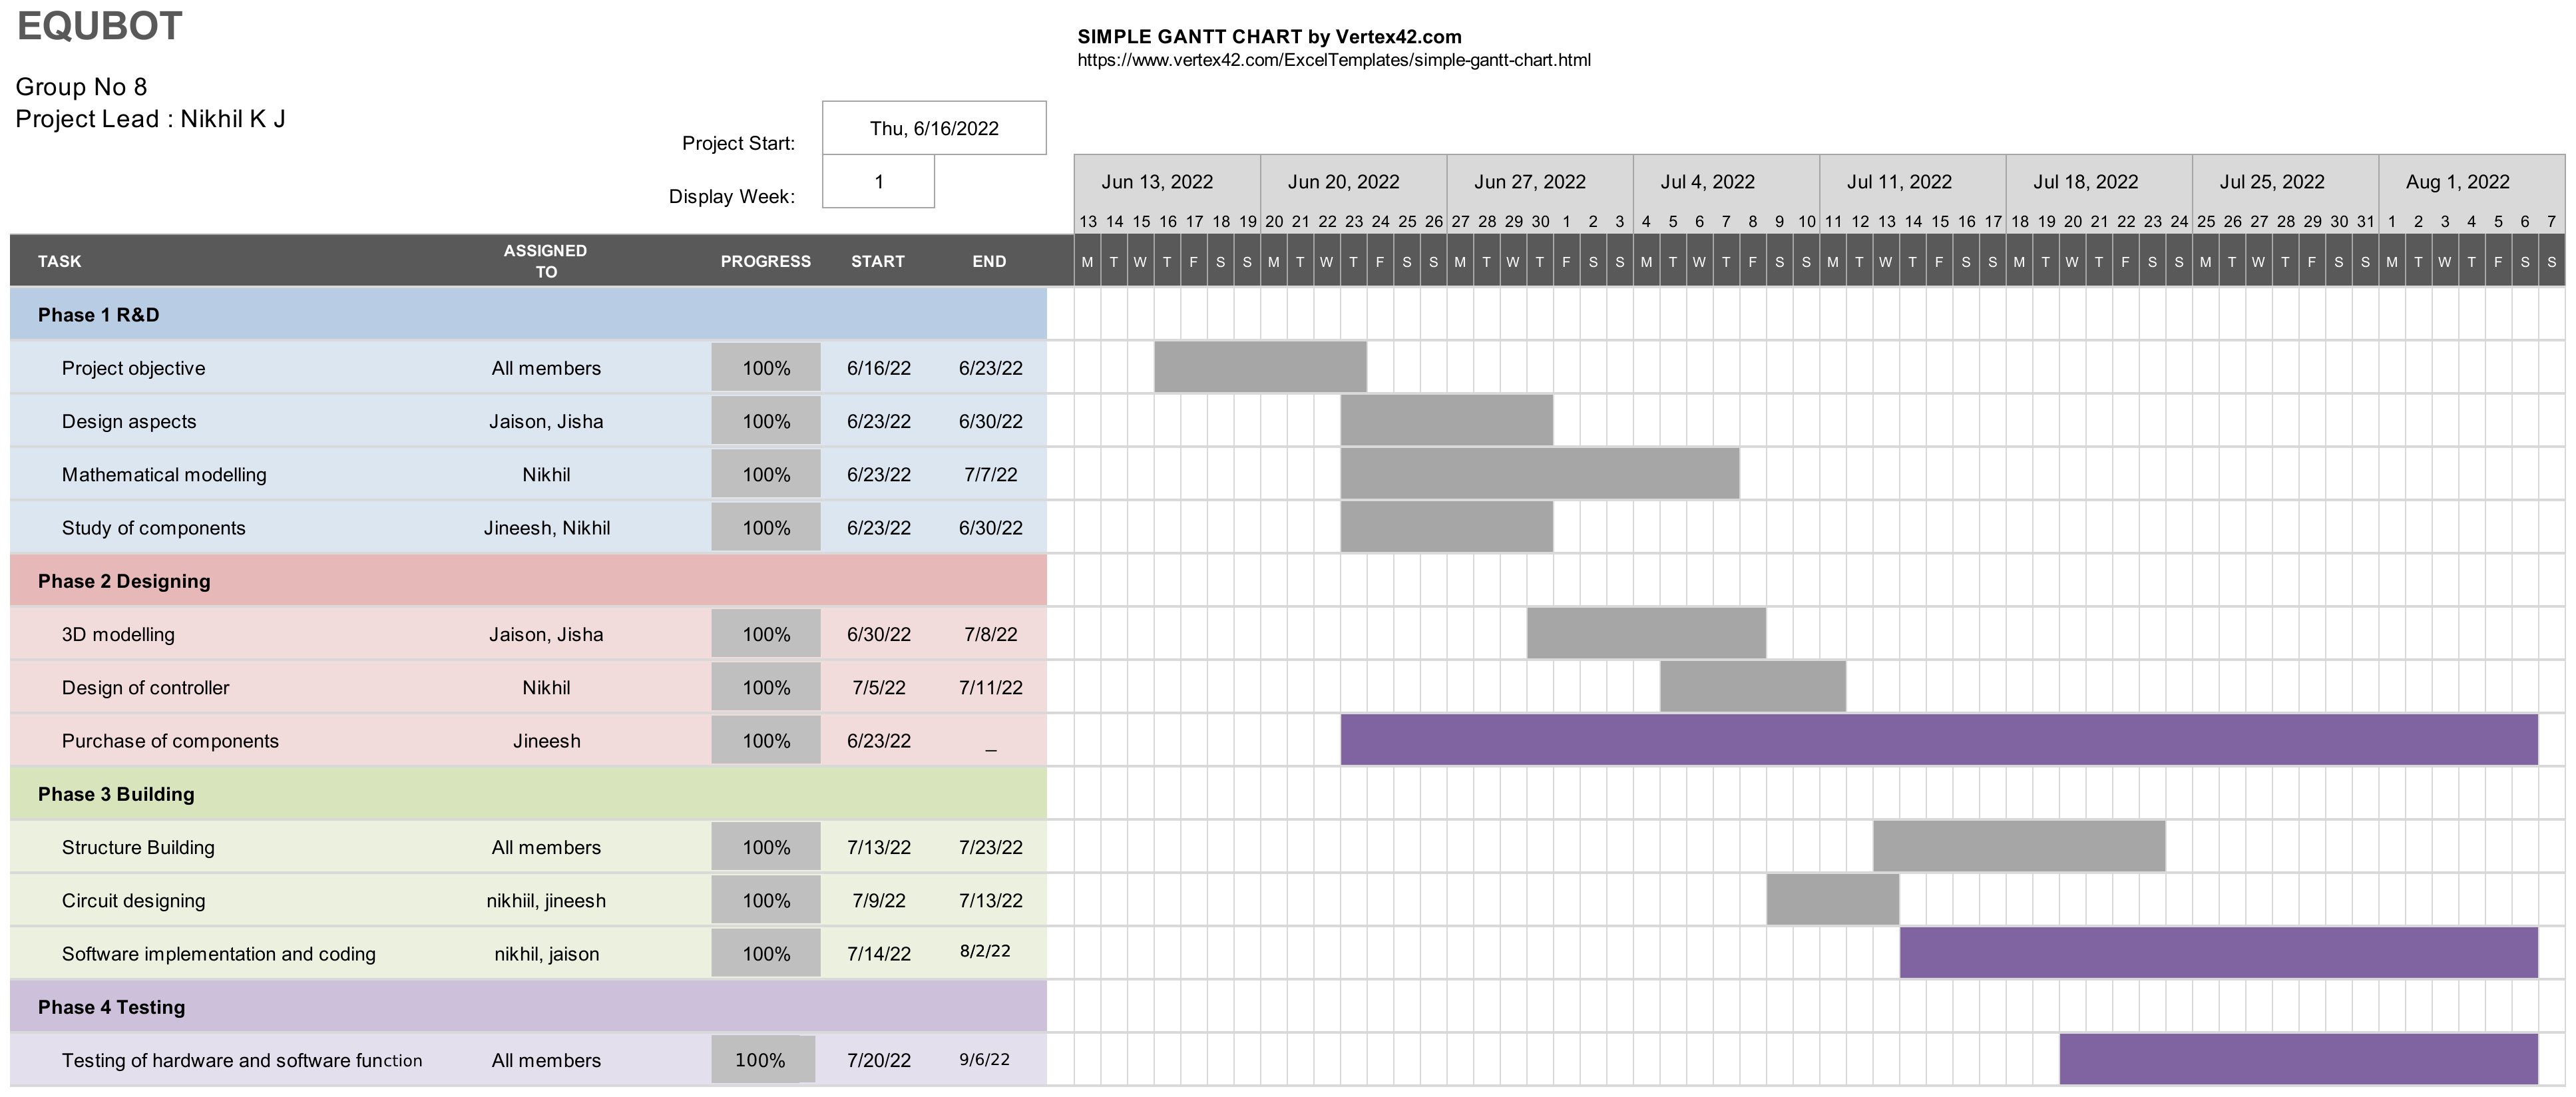 EQUBOT
SIMPLE GANTT CHART by Vertex42.com
https://www.vertex42.com/ExcelTemplates/simple-gantt-chart.html
Group No 8
Project Lead : Nikhil K J
Project Start: Thu, 6/16/2022
Display Week: 1
Jun 13, 2022 Jun 20, 2022 Jun 27, 2022 Jul 4, 2022 Jul 11, 2022 Jul 18, 2022 Jul 25, 2022 Aug 1, 2022
13 14 15 16 17 18 19 20 21 22 23 24 25 26 27 28 29 30 1 2 3 4 5 6 7 8 9 10 11 12 13 14 15 16 17 18 19 20 21 22 23 24 25 26 27 28 29 30 31 1 2 3 4 5 6 7
TASK ASSIGNED TO PROGRESS START END M T W T F S S M T W T F S S M T W T F S S M T W T F S S M T W T F S S M T W T F S S M T W T F S S M T W T F S S
Phase 1 R&D
Project objective All members 100% 6/16/22 6/23/22
Design aspects Jaison, Jisha 100% 6/23/22 6/30/22
Mathematical modelling Nikhil 100% 6/23/22 7/7/22
Study of components Jineesh, Nikhil 100% 6/23/22 6/30/22
Phase 2 Designing
3D modelling Jaison, Jisha 100% 6/30/22 7/8/22
Design of controller Nikhil 100% 7/5/22 7/11/22
Purchase of components Jineesh 100% 6/23/22 _
Phase 3 Building
Structure Building All members 100% 7/13/22 7/23/22
Circuit designing nikhiil, jineesh 100% 7/9/22 7/13/22
Software implementation and coding nikhil, jaison 100% 7/14/22 8/2/22
Phase 4 Testing
Testing of hardware and software function All members 100% 7/20/22 9/6/22